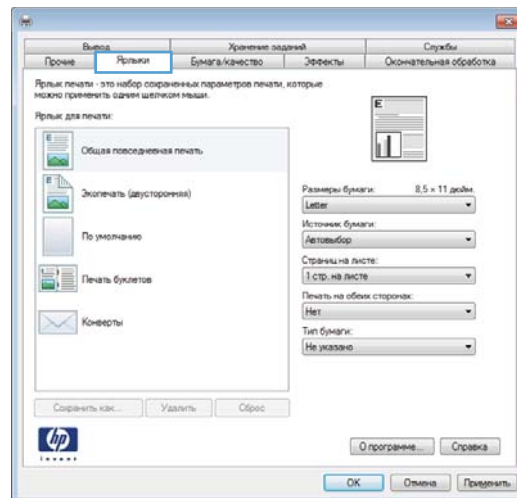 Вывод
Хранение заданий
Службы
Прочие
Ярлыки
Бумага/качество
Эффекты
Окончательная обработка
Ярлык печати - это набор сохраненных параметров печати, которые
можно применить одним щелчком мыши.
Ярлык для печати:
Общая повседневная печать
Экопечать (двусторонняя)
По умолчанию
Печать буклетов
Конверты
E
Размеры бумаги:
8,5 × 11 дюйм.
Letter
Источник бумаги:
Автовыбор
Страниц на листе:
1 стр. на листе
Печать на обеих сторонах:
Нет
Тип бумаги:
Не указано
Сохранить как...
Удалить
Сброс
hp
invent
О программе...
Справка
OK
Отмена
Применить